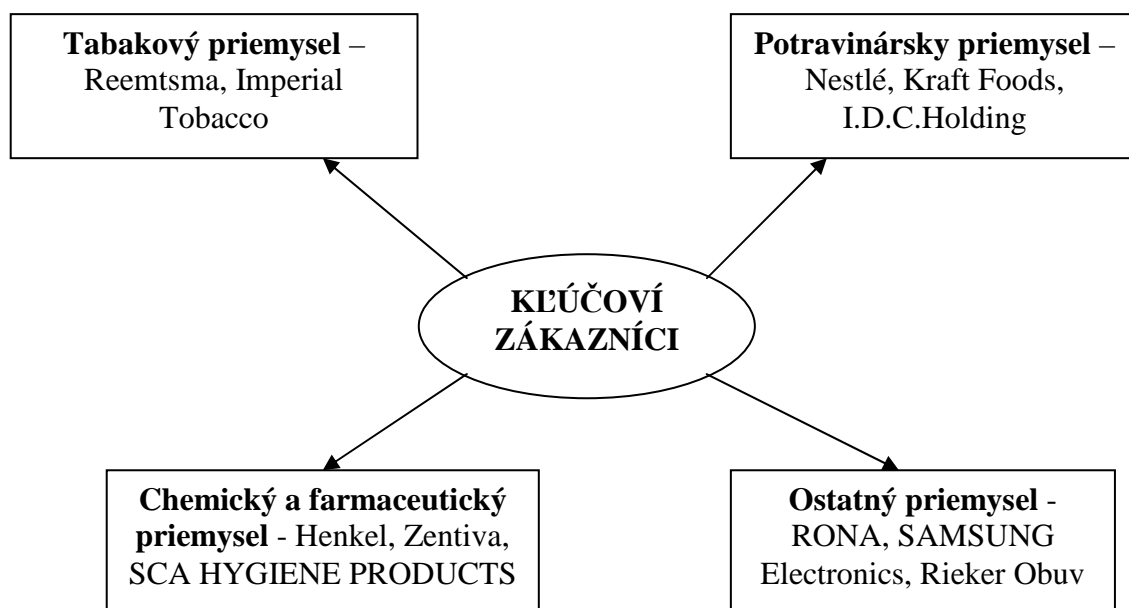 Tabakový priemysel –
Reemtsma, Imperial
Tobacco
Potravinársky priemysel –
Nestlé, Kraft Foods,
I.D.C.Holding
KĽÚČOVÍ
ZÁKAZNÍCI
Chemický a farmaceutický
priemysel - Henkel, Zentiva,
SCA HYGIENE PRODUCTS
Ostatný priemysel -
RONA, SAMSUNG
Electronics, Rieker Obuv